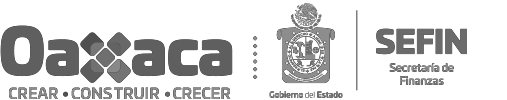 Oaxaca
CREAR • CONSTRUIR • CRECER
Gobierno del Estado
SEFIN
Secretaría de
Finanzas